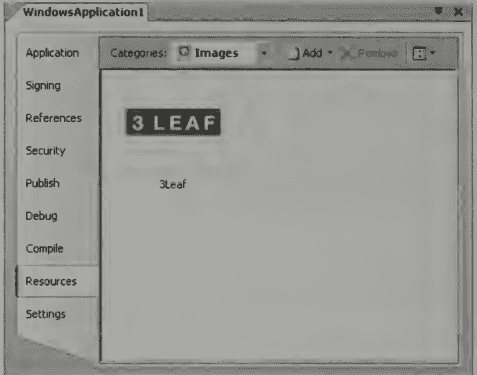 WindowsApplication1
Application
Categories: Images Add Remove
Signing
References
3 LEAF
Security
Publish
3Leaf
Debug
Compile
Resources
Settings